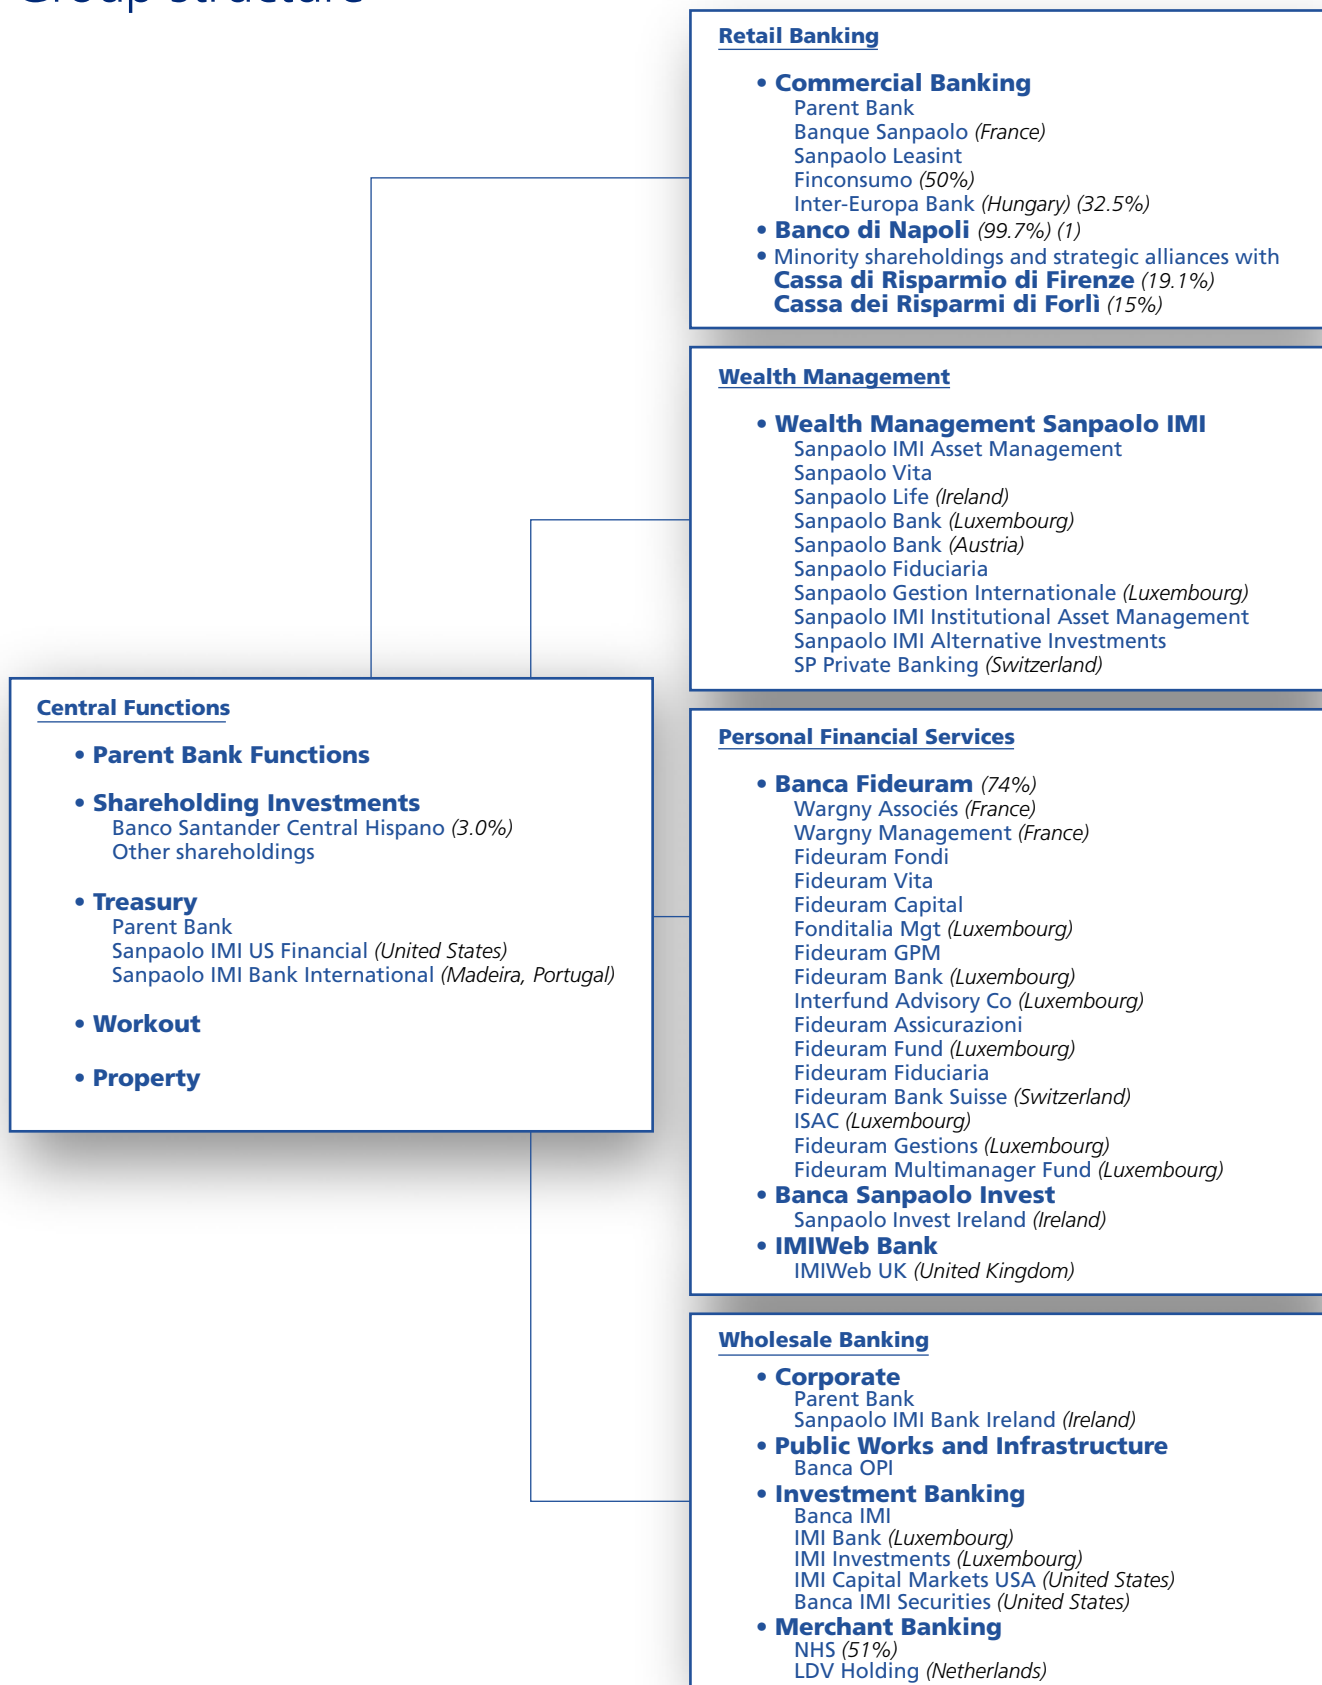 Group structure
Retail Banking
• Commercial Banking
Parent Bank
Banque Sanpaolo (France)
Sanpaolo Leasint
Finconsumo (50%)
Inter-Europa Bank (Hungary) (32.5%)
• Banco di Napoli (99.7%) (1)
• Minority shareholdings and strategic alliances with
Cassa di Risparmio di Firenze (19.1%)
Cassa dei Risparmi di Forlì (15%)
Wealth Management
• Wealth Management Sanpaolo IMI
Sanpaolo IMI Asset Management
Sanpaolo Vita
Sanpaolo Life (Ireland)
Sanpaolo Bank (Luxembourg)
Sanpaolo Bank (Austria)
Sanpaolo Fiduciaria
Sanpaolo Gestion Internationale (Luxembourg)
Sanpaolo IMI Institutional Asset Management
Sanpaolo IMI Alternative Investments
SP Private Banking (Switzerland)
Central Functions
• Parent Bank Functions
• Shareholding Investments
Banco Santander Central Hispano (3.0%)
Other shareholdings
• Treasury
Parent Bank
Sanpaolo IMI US Financial (United States)
Sanpaolo IMI Bank International (Madeira, Portugal)
• Workout
• Property
Personal Financial Services
• Banca Fideuram (74%)
Wargny Associés (France)
Wargny Management (France)
Fideuram Fondi
Fideuram Vita
Fideuram Capital
Fonditalia Mgt (Luxembourg)
Fideuram GPM
Fideuram Bank (Luxembourg)
Interfund Advisory Co (Luxembourg)
Fideuram Assicurazioni
Fideuram Fund (Luxembourg)
Fideuram Fiduciaria
Fideuram Bank Suisse (Switzerland)
ISAC (Luxembourg)
Fideuram Gestions (Luxembourg)
Fideuram Multimanager Fund (Luxembourg)
• Banca Sanpaolo Invest
Sanpaolo Invest Ireland (Ireland)
• IMIWeb Bank
IMIWeb UK (United Kingdom)
Wholesale Banking
• Corporate
Parent Bank
Sanpaolo IMI Bank Ireland (Ireland)
• Public Works and Infrastructure
Banca OPI
• Investment Banking
Banca IMI
IMI Bank (Luxembourg)
IMI Investments (Luxembourg)
IMI Capital Markets USA (United States)
Banca IMI Securities (United States)
• Merchant Banking
NHS (51%)
LDV Holding (Netherlands)